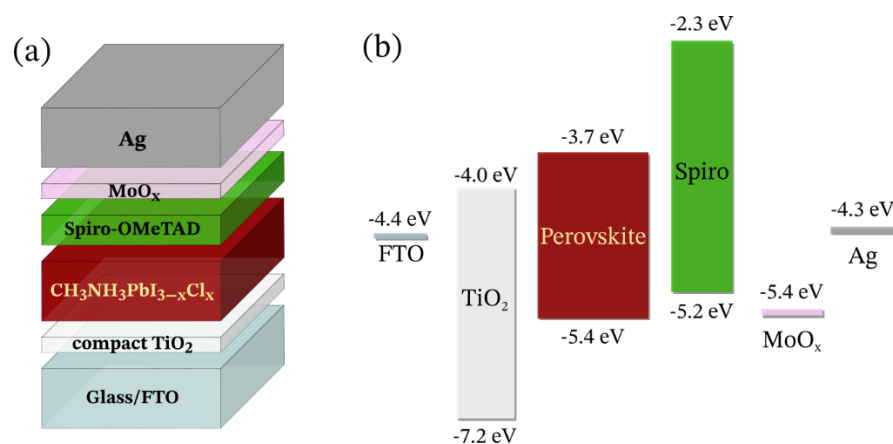 (a)
Ag
MoOₓ
Spiro-OMeTAD
CH₃NH₃PbI₃₋ₓClₓ
compact TiO₂
Glass/FTO
(b)
-2.3 eV
-3.7 eV
-4.0 eV
-4.4 eV
-4.3 eV
FTO
TiO₂
Perovskite
Spiro
Ag
-5.4 eV
-5.2 eV
-5.4 eV
MoOₓ
-7.2 eV